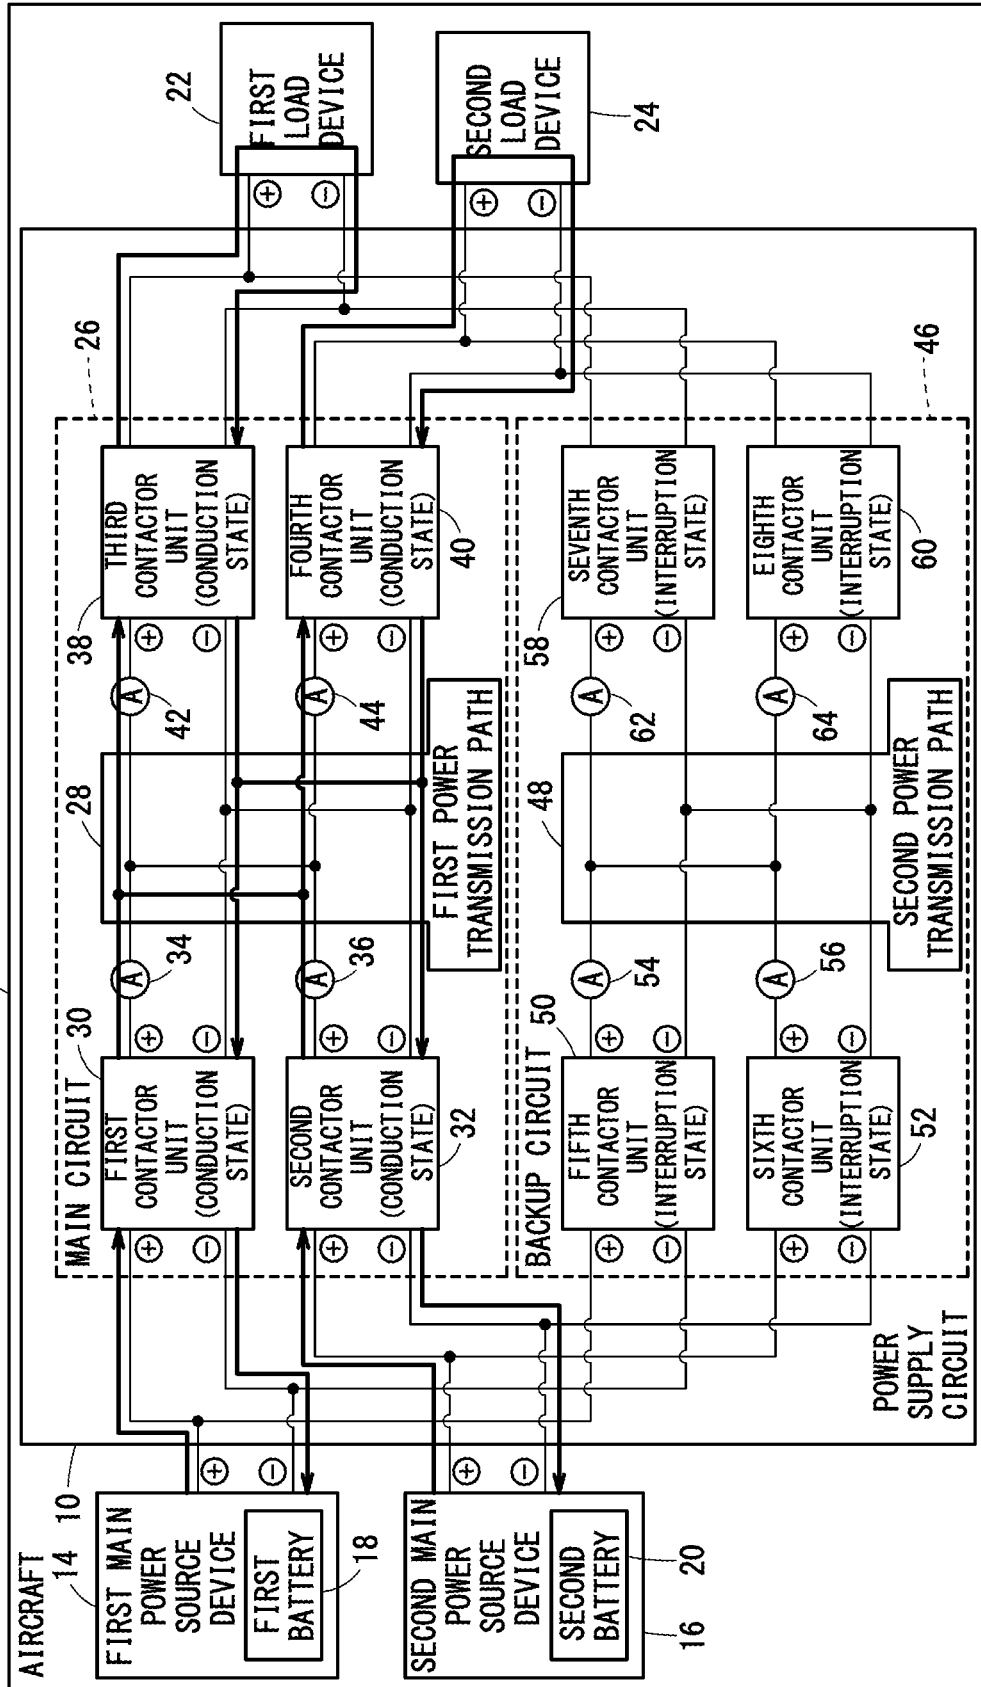 AIRCRAFT
10
14
FIRST MAIN
POWER
SOURCE
DEVICE
FIRST
BATTERY
18
+
−
SECOND MAIN
POWER
SOURCE
DEVICE
SECOND
BATTERY
20
16
+
−
POWER
SUPPLY
CIRCUIT
MAIN CIRCUIT
26
30
FIRST
CONTACTOR
UNIT
(CONDUCTION
STATE)
+
−
+
−
A
34
28
A
42
38
THIRD
CONTACTOR
UNIT
(CONDUCTION
STATE)
+
−
SECOND
CONTACTOR
UNIT
(CONDUCTION
STATE)
32
+
−
+
−
A
36
A
44
FOURTH
CONTACTOR
UNIT
(CONDUCTION
STATE)
40
+
−
FIRST POWER
TRANSMISSION PATH
BACKUP CIRCUIT
46
50
FIFTH
CONTACTOR
UNIT
(INTERRUPTION
STATE)
+
−
+
−
A
54
48
A
62
58
SEVENTH
CONTACTOR
UNIT
(INTERRUPTION
STATE)
+
−
SIXTH
CONTACTOR
UNIT
(INTERRUPTION
STATE)
52
+
−
+
−
A
56
A
64
EIGHTH
CONTACTOR
UNIT
(INTERRUPTION
STATE)
60
+
−
SECOND POWER
TRANSMISSION PATH
22
FIRST
LOAD
DEVICE
+
−
SECOND
LOAD
DEVICE
24
+
−